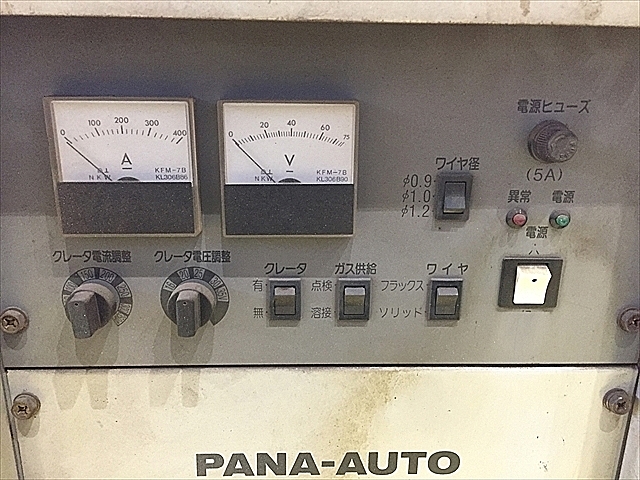 0 100 200 300 400
A
NKW
KFM-7B
KL306B86
0 20 40 60 75
V
NKW
KFM-7B
KL306B90
電源ヒューズ
(5A)
ワイヤ径
φ0.9
φ1.0
φ1.2
異常
電源
電源
クレータ電流調整
クレータ電圧調整
クレータ
有
無
ガス供給
点検
溶接
ワイヤ
フラックス
ソリッド
PANA-AUTO